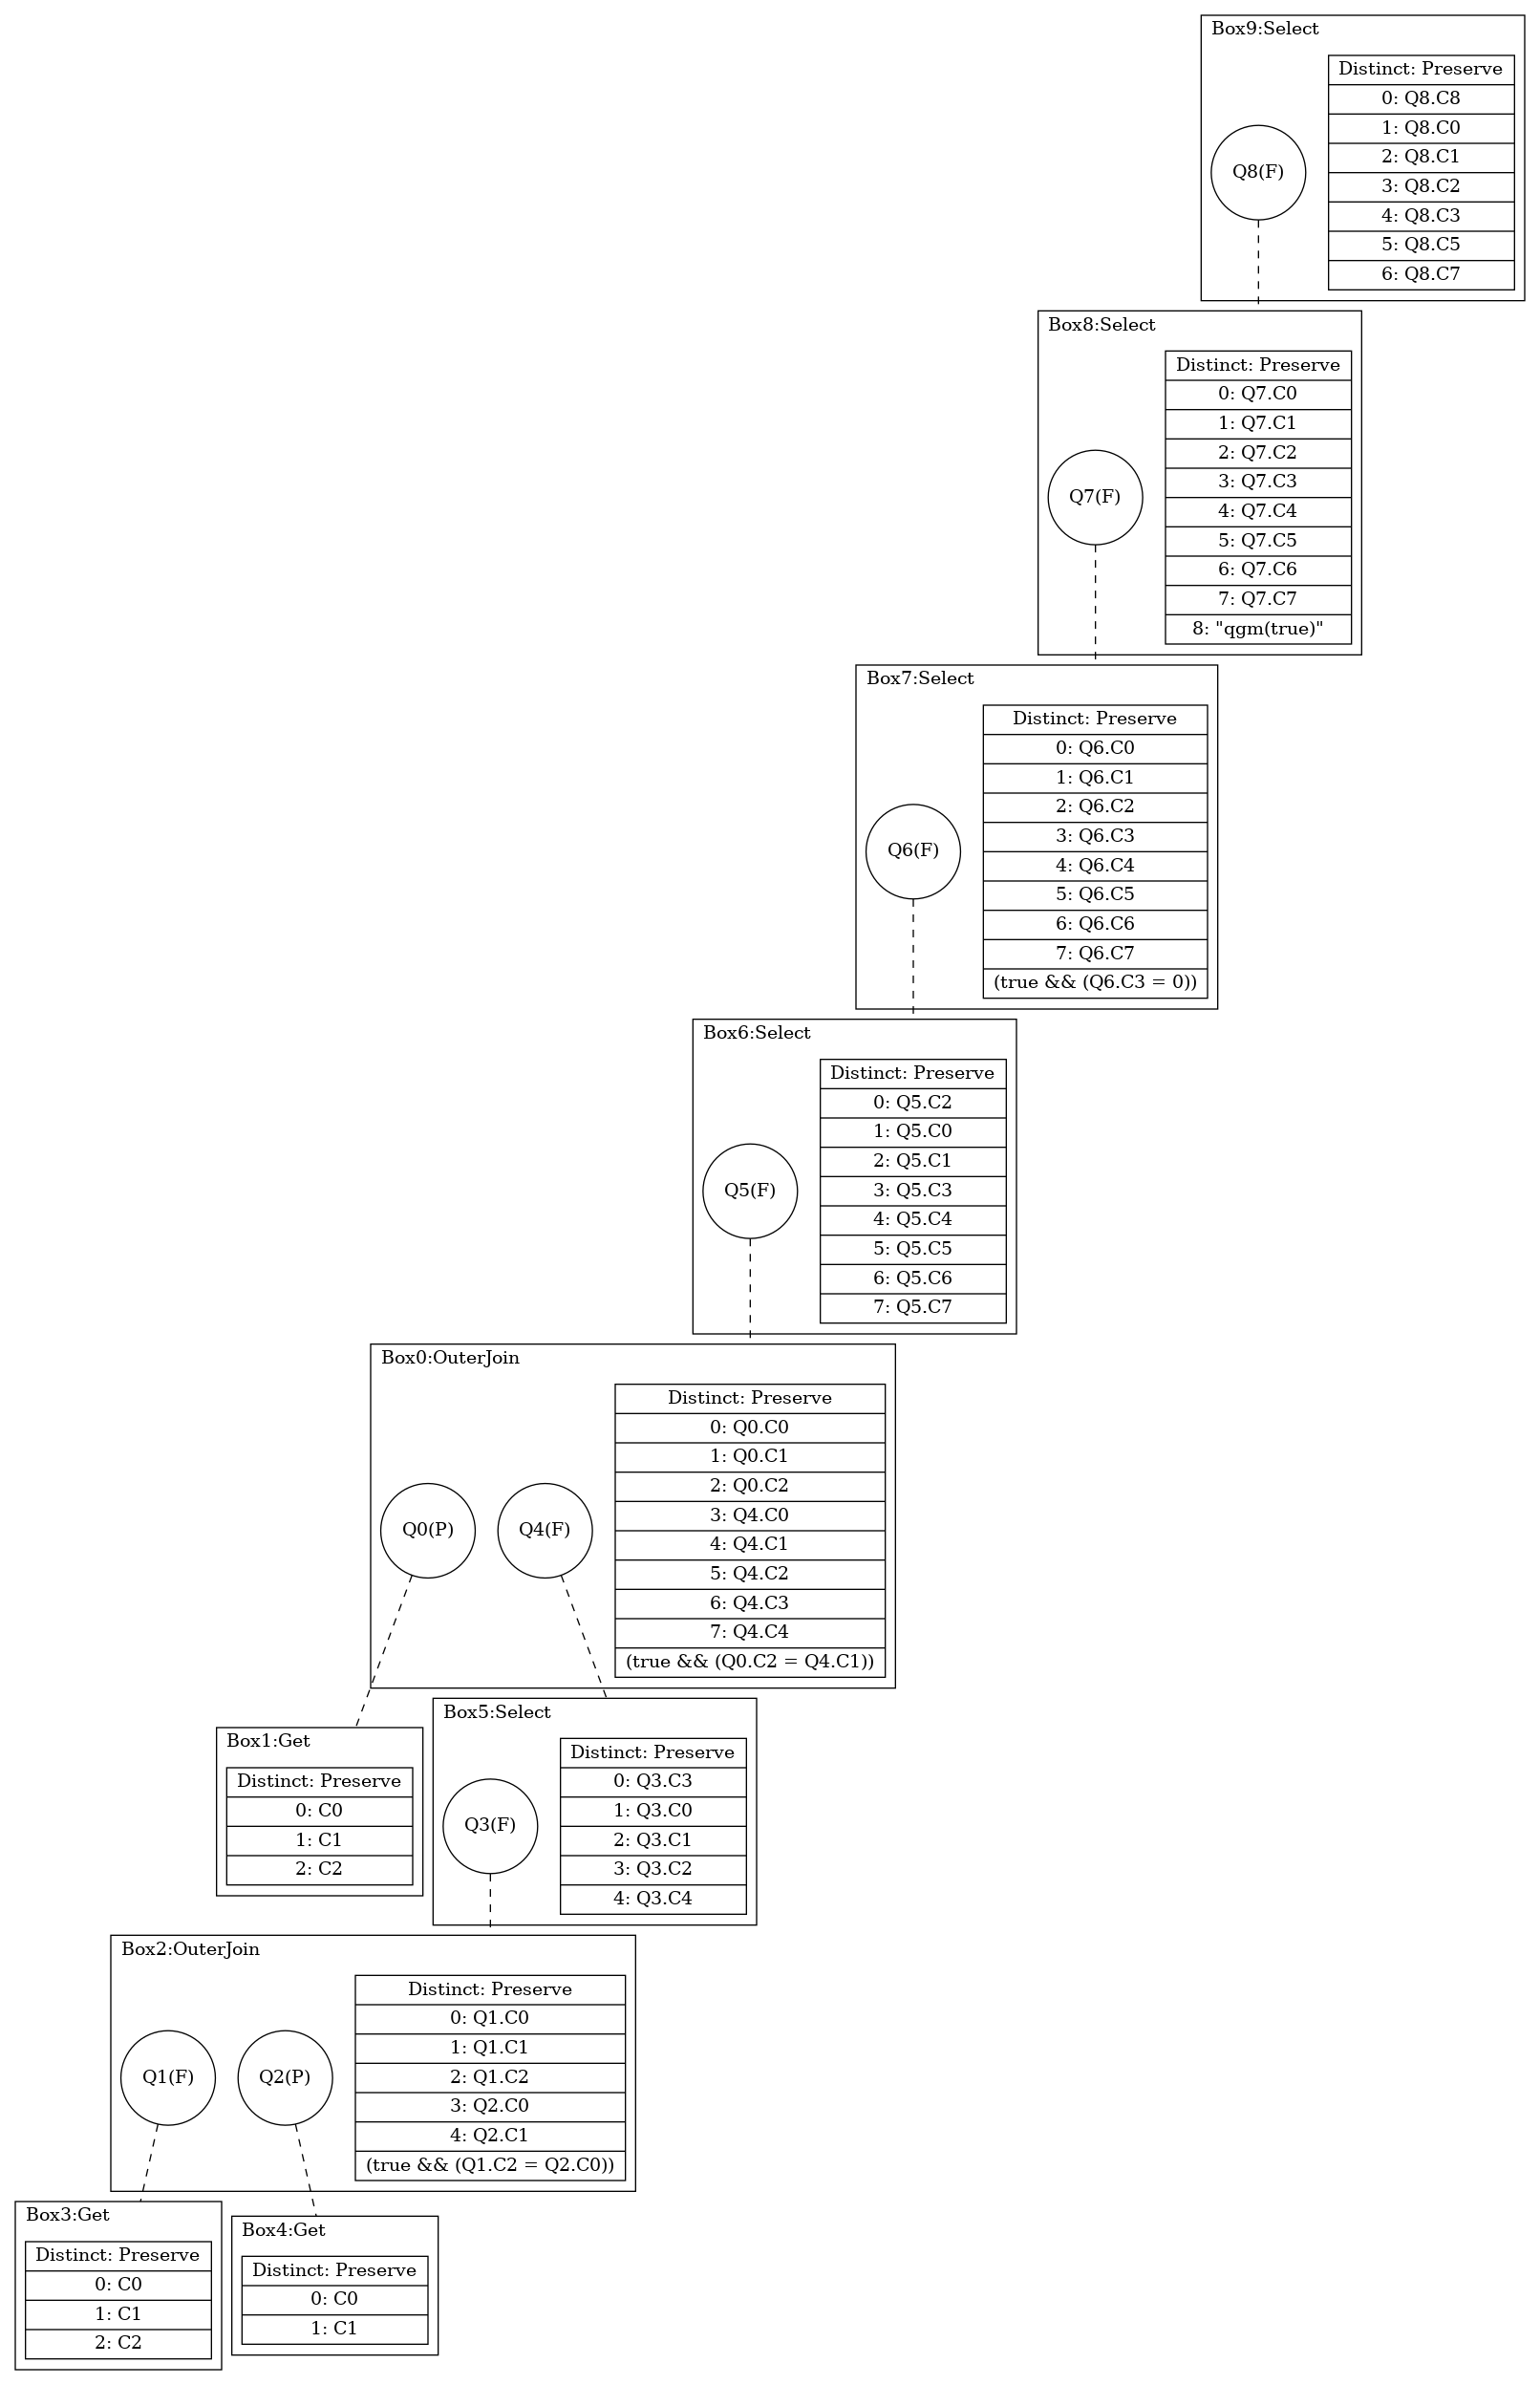 Box9:Select
Distinct: Preserve
0: Q8.C8
1: Q8.C0
2: Q8.C1
3: Q8.C2
4: Q8.C3
5: Q8.C5
6: Q8.C7
Q8(F)
Box8:Select
Distinct: Preserve
0: Q7.C0
1: Q7.C1
2: Q7.C2
3: Q7.C3
4: Q7.C4
5: Q7.C5
6: Q7.C6
7: Q7.C7
8: "qgm(true)"
Q7(F)
Box7:Select
Distinct: Preserve
0: Q6.C0
1: Q6.C1
2: Q6.C2
3: Q6.C3
4: Q6.C4
5: Q6.C5
6: Q6.C6
7: Q6.C7
(true && (Q6.C3 = 0))
Q6(F)
Box6:Select
Distinct: Preserve
0: Q5.C2
1: Q5.C0
2: Q5.C1
3: Q5.C3
4: Q5.C4
5: Q5.C5
6: Q5.C6
7: Q5.C7
Q5(F)
Box0:OuterJoin
Distinct: Preserve
0: Q0.C0
1: Q0.C1
2: Q0.C2
3: Q4.C0
4: Q4.C1
5: Q4.C2
6: Q4.C3
7: Q4.C4
(true && (Q0.C2 = Q4.C1))
Q0(P)
Q4(F)
Box1:Get
Distinct: Preserve
0: C0
1: C1
2: C2
Box5:Select
Distinct: Preserve
0: Q3.C3
1: Q3.C0
2: Q3.C1
3: Q3.C2
4: Q3.C4
Q3(F)
Box2:OuterJoin
Distinct: Preserve
0: Q1.C0
1: Q1.C1
2: Q1.C2
3: Q2.C0
4: Q2.C1
(true && (Q1.C2 = Q2.C0))
Q1(F)
Q2(P)
Box3:Get
Distinct: Preserve
0: C0
1: C1
2: C2
Box4:Get
Distinct: Preserve
0: C0
1: C1